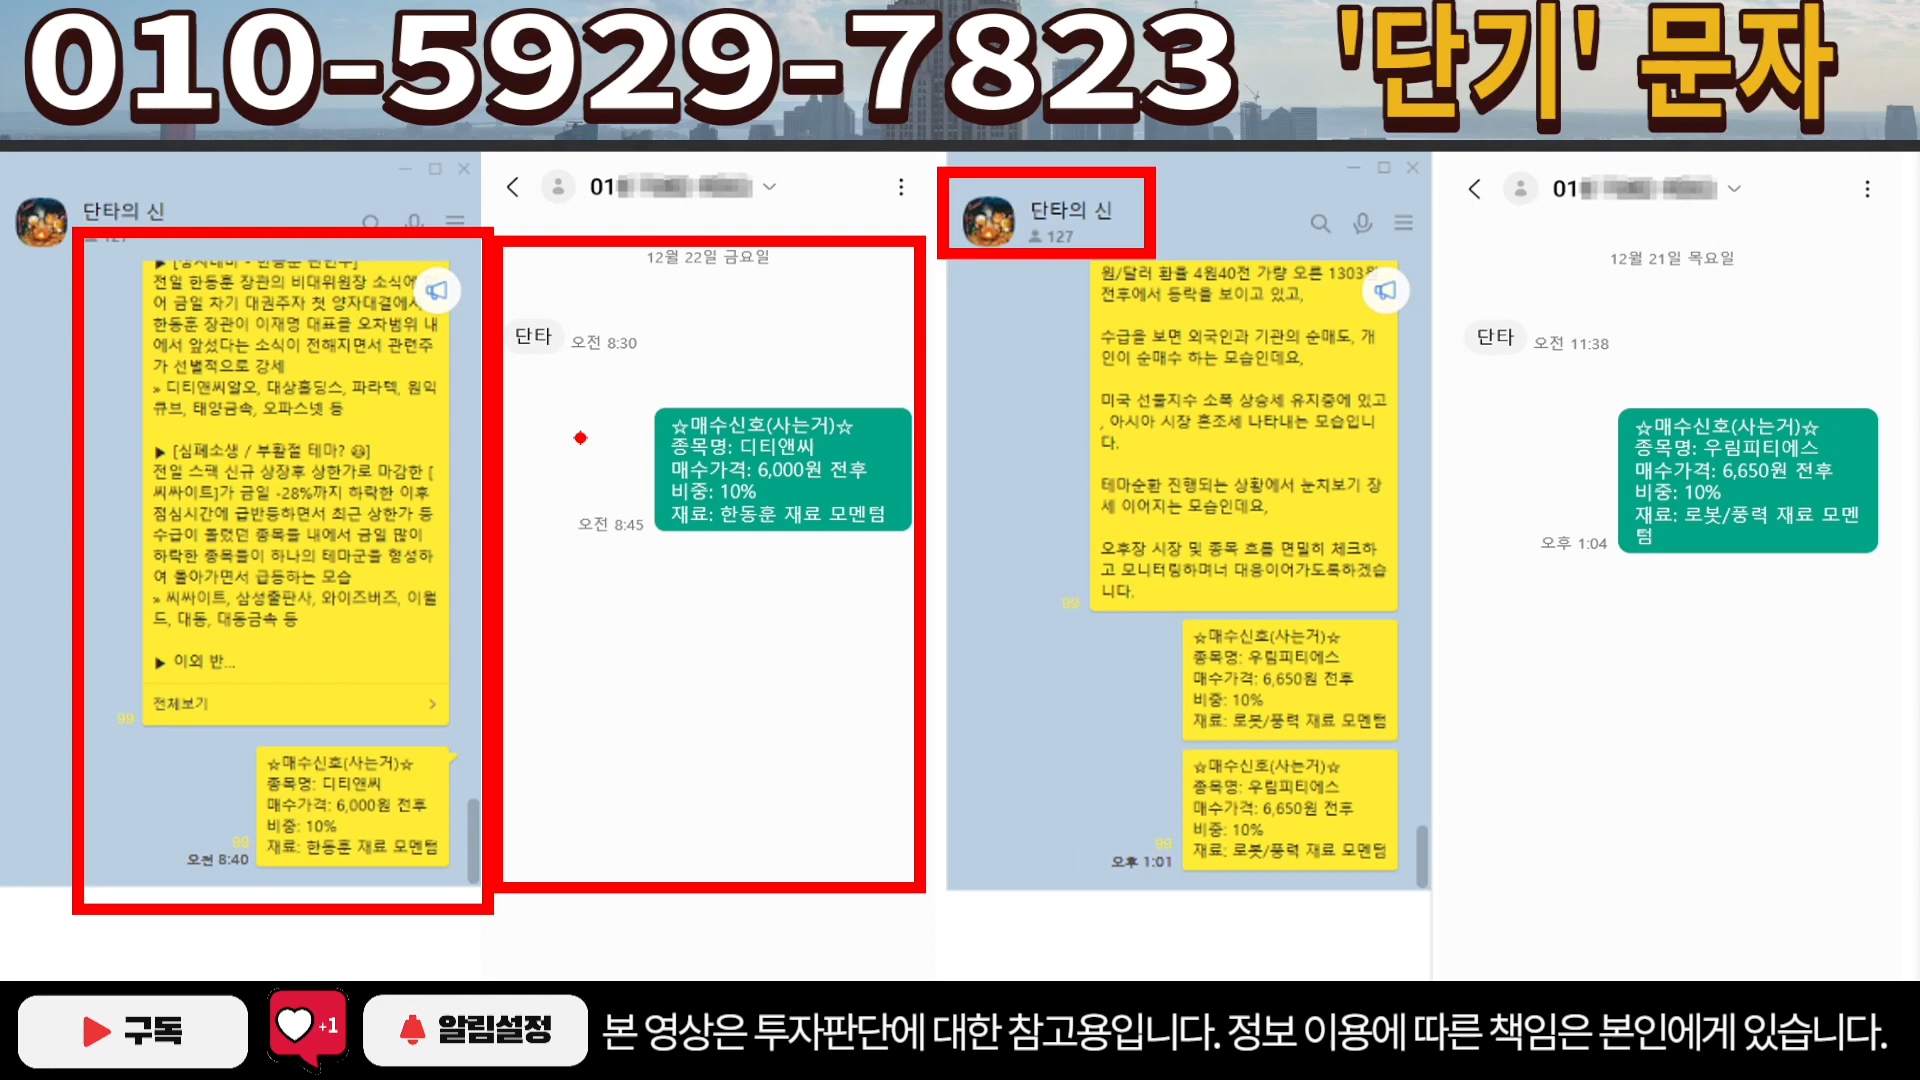 010-5929-7823 '단기' 문자
단타의 신
127
전일 한동훈 장관의 비대위원장 소식에
어 금일 차기 대권주자 첫 양자대결에서
한동훈 장관이 이재명 대표를 오차범위 내
에서 앞섰다는 소식이 전해지면서 관련주
가 선별적으로 강세
» 디티앤씨알오, 대상홀딩스, 파라텍, 원익
큐브, 태양금속, 오파스넷 등
▶ [심폐소생 / 부활절 테마? 😆]
전일 스팩 신규 상장후 상한가로 마감한 [
씨싸이트]가 금일 -28%까지 하락한 이후
점심시간에 급반등하면서 최근 상한가 등
수급이 몰렸던 종목들 내에서 금일 많이
하락한 종목들이 하나의 테마군을 형성하
여 돌아가면서 급등하는 모습
» 씨싸이트, 삼성출판사, 와이즈버즈, 이월
드, 대동, 대동금속 등
▶ 이외 반...
전체보기
99
☆매수신호(사는거)☆
종목명: 디티앤씨
매수가격: 6,000원 전후
비중: 10%
재료: 한동훈 재료 모멘텀
99
오전 8:40
01
12월 22일 금요일
단타 오전 8:30
☆매수신호(사는거)☆
종목명: 디티앤씨
매수가격: 6,000원 전후
비중: 10%
재료: 한동훈 재료 모멘텀
오전 8:45
단타의 신
127
원/달러 환율 4원40전 가량 오른 1303원
전후에서 등락을 보이고 있고,
수급을 보면 외국인과 기관의 순매도, 개
인이 순매수 하는 모습인데요,
미국 선물지수 소폭 상승세 유지중에 있고
, 아시아 시장 혼조세 나타내는 모습입니
다.
테마순환 진행되는 상황에서 눈치보기 장
세 이어지는 모습인데요,
오후장 시장 및 종목 흐름 면밀히 체크하
고 모니터링하며너 대응이어가도록하겠습
니다.
99
☆매수신호(사는거)☆
종목명: 우림피티에스
매수가격: 6,650원 전후
비중: 10%
재료: 로봇/풍력 재료 모멘텀
☆매수신호(사는거)☆
종목명: 우림피티에스
매수가격: 6,650원 전후
비중: 10%
재료: 로봇/풍력 재료 모멘텀
99
오후 1:01
01
12월 21일 목요일
단타 오전 11:38
☆매수신호(사는거)☆
종목명: 우림피티에스
매수가격: 6,650원 전후
비중: 10%
재료: 로봇/풍력 재료 모멘
텀
오후 1:04
구독
+1
알림설정
본 영상은 투자판단에 대한 참고용입니다. 정보 이용에 따른 책임은 본인에게 있습니다.